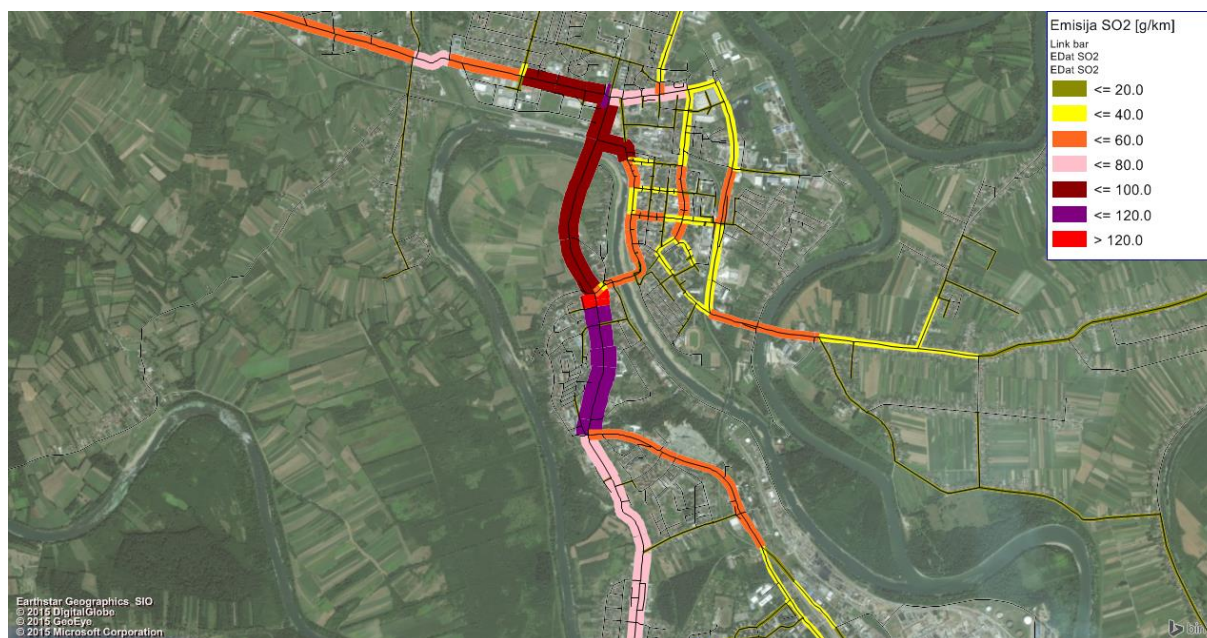 Emisija SO2 [g/km]
Link bar
EDat SO2
EDat SO2
<= 20.0
<= 40.0
<= 60.0
<= 80.0
<= 100.0
<= 120.0
> 120.0
Earthstar Geographics SIO
© 2015 DigitalGlobe
© 2015 GeoEye
© 2015 Microsoft Corporation
bing